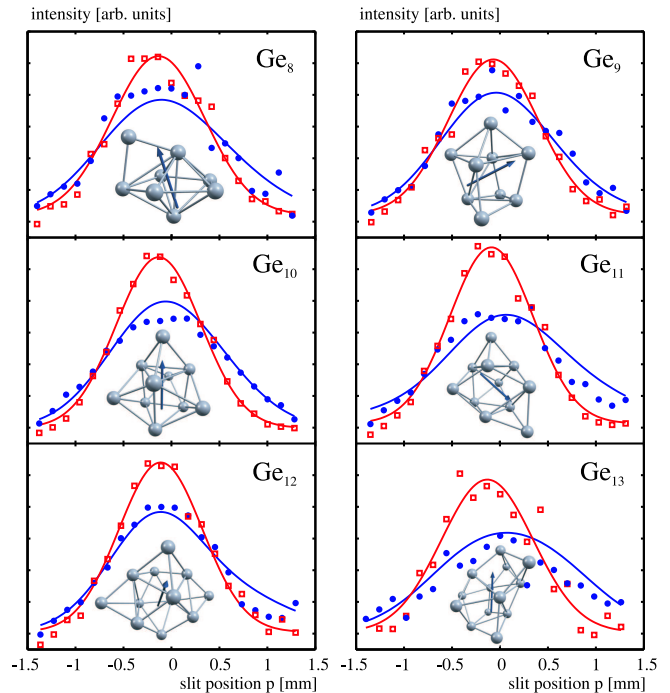 intensity [arb. units] intensity [arb. units]
Ge8 Ge9
Ge10 Ge11
Ge12 Ge13
-1.5 -1 -0.5 0 0.5 1 1.5 -1 -0.5 0 0.5 1 1.5
slit position p [mm] slit position p [mm]